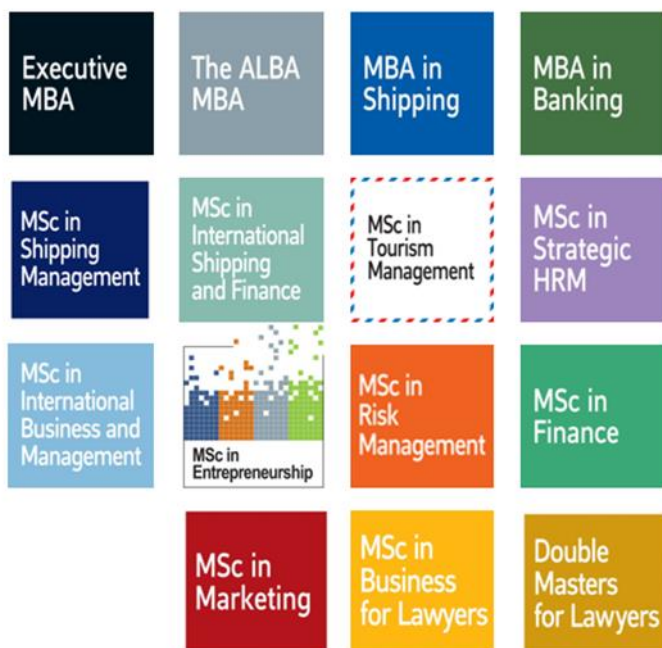 Executive
MBA
The ALBA
MBA
MBA in
Shipping
MBA in
Banking
MSc in
Shipping
Management
MSc in
International
Shipping
and Finance
MSc in
Tourism
Management
MSc in
Strategic
HRM
MSc in
International
Business and
Management
MSc in
Entrepreneurship
MSc in
Risk
Management
MSc in
Finance
MSc in
Marketing
MSc in
Business
for Lawyers
Double
Masters
for Lawyers